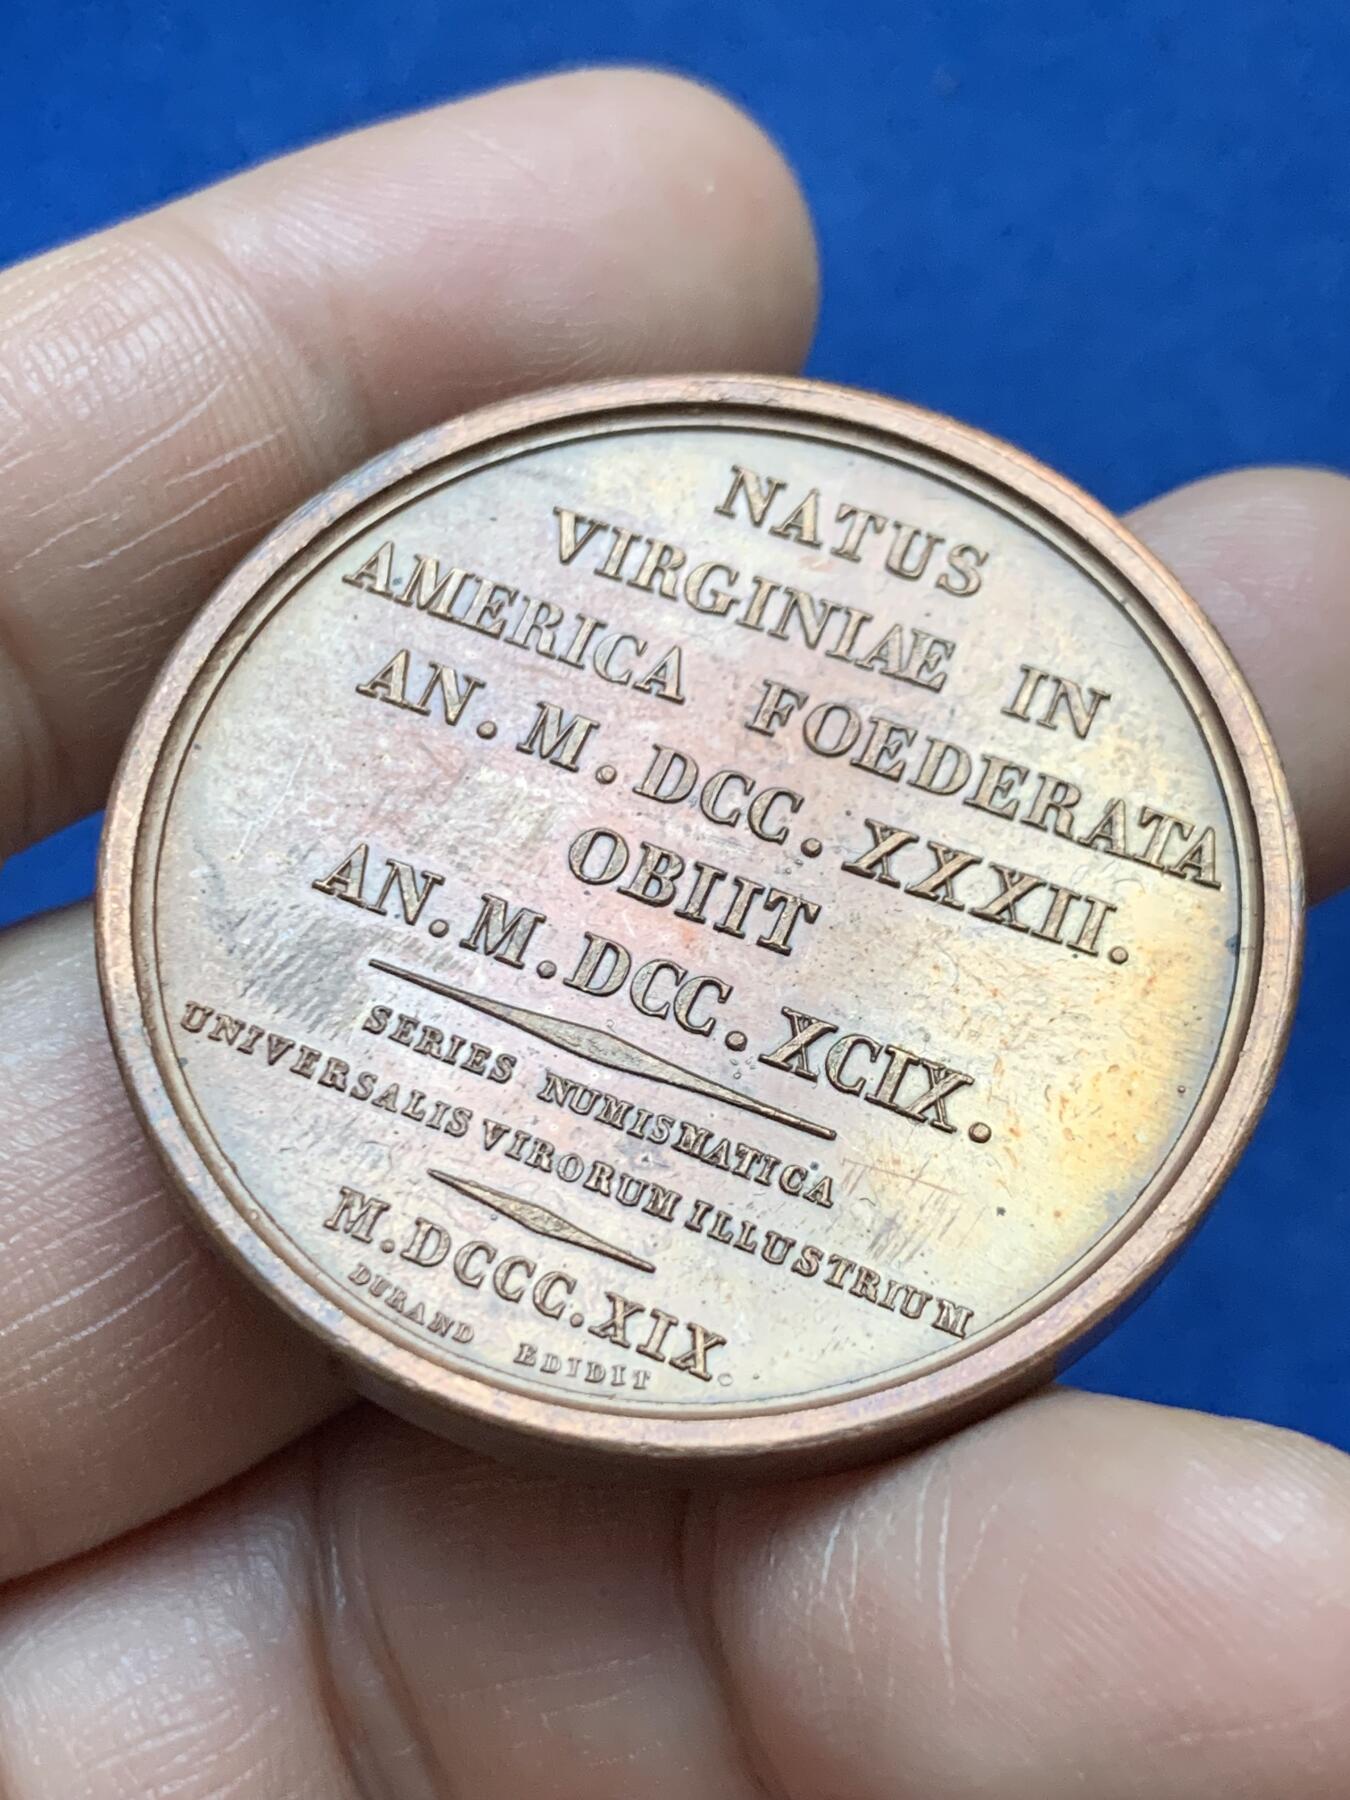 NATUS
VIRGINIÆ IN
AMERICA FOEDERATA
AN. M. DCC. XXXII.
OBIIT
AN. M. DCC. XCIX.
SERIES NUMISMATICA
UNIVERSALIS VIRORUM ILLUSTRIUM
M. DCCC. XIX.
DURAND EDIDIT